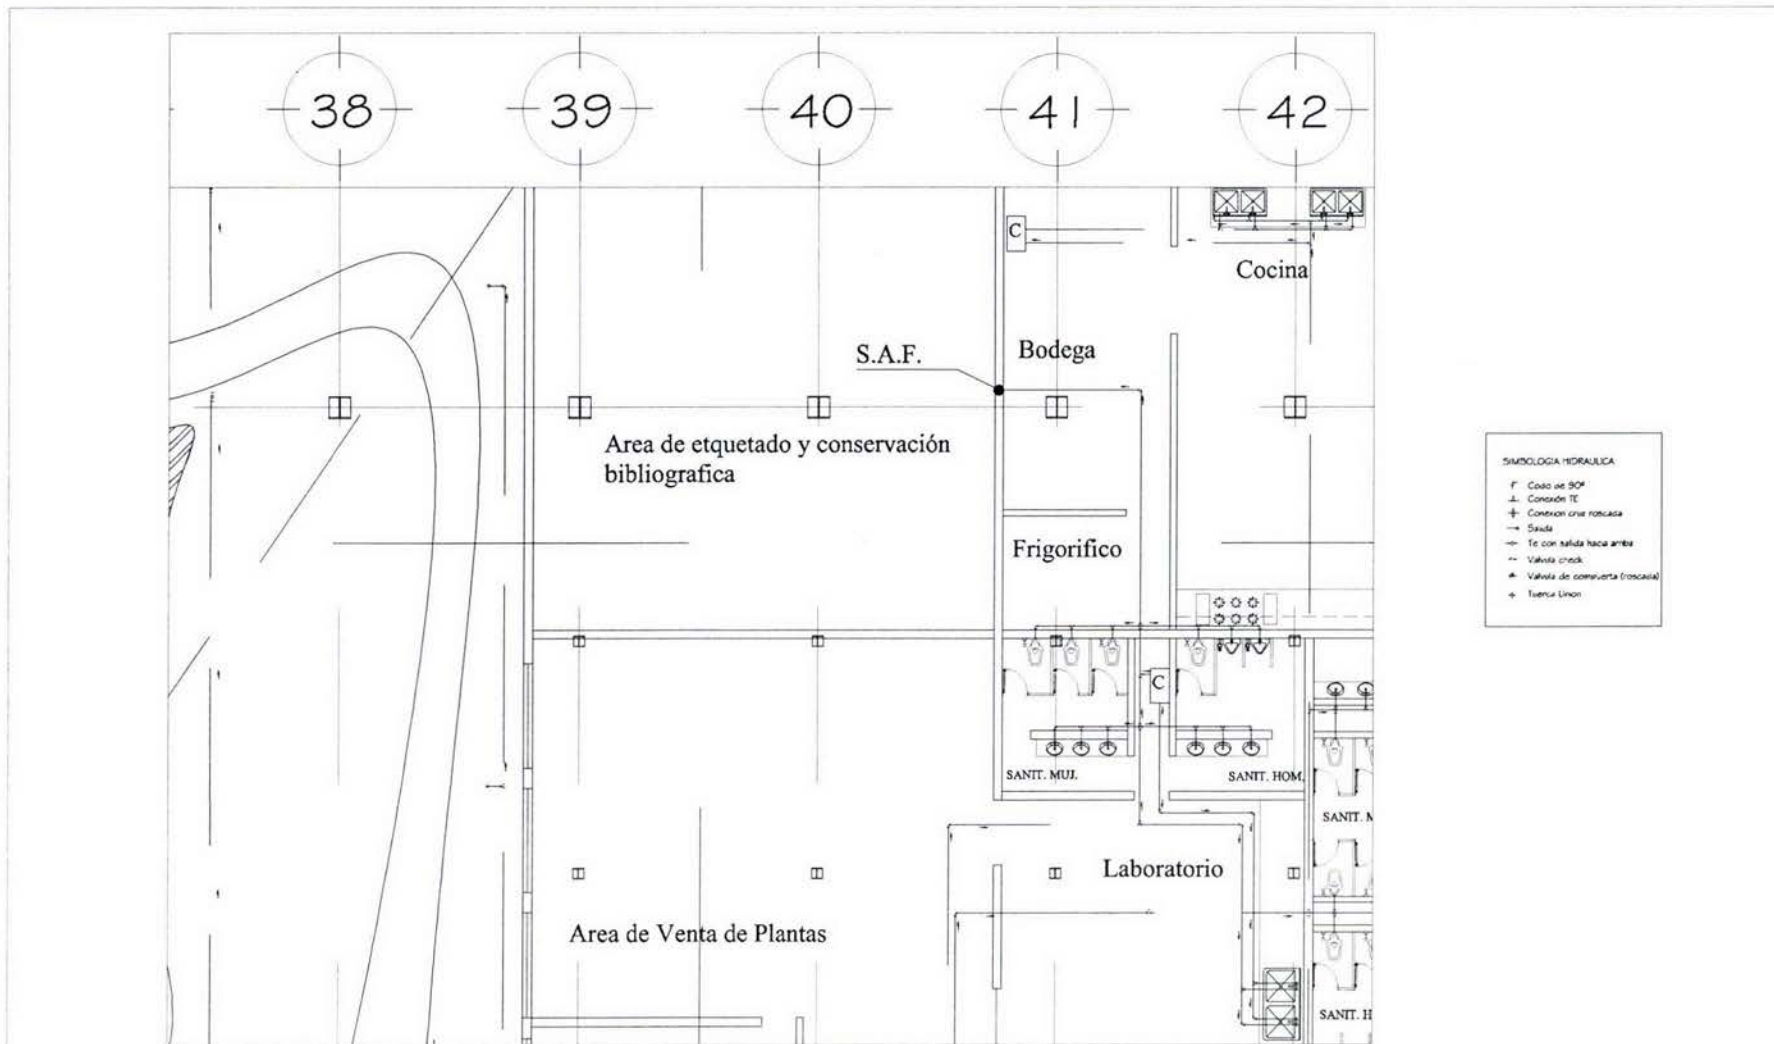 38
39
40
41
42
C
Cocina
S.A.F.
Bodega
Area de etquetado y conservación
bibliografica
Frigorifico
C
SANIT. MUJ.
SANIT. HOM.
SANIT. M
Laboratorio
Area de Venta de Plantas
SANIT. H
SIMBOLOGIA HIDRAULICA
Codo de 90º
Conexión TE
Conexion cruz roscada
Salida
Te con salida hacia arriba
Valvula check
Valvula de compuerta (roscada)
Tuerca Union